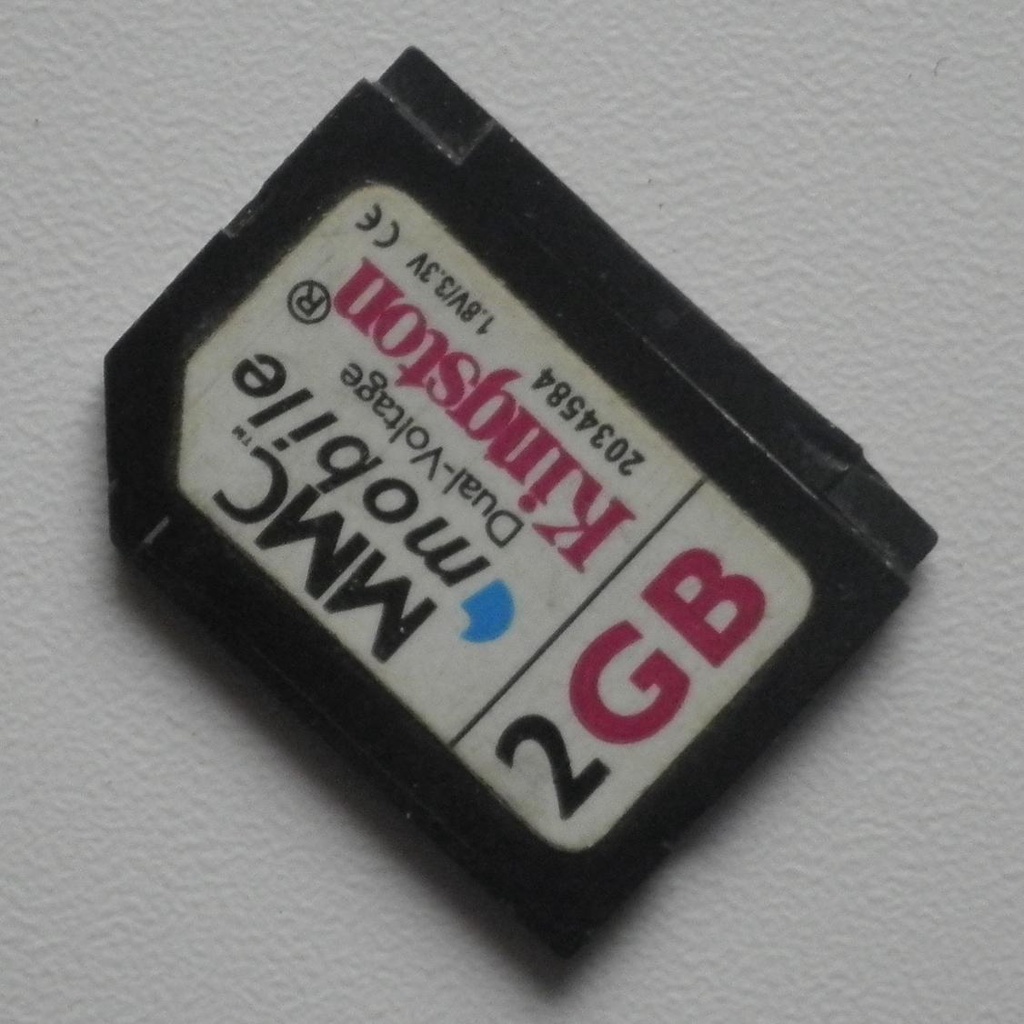 MMC™
mobile
Dual-Voltage
Kingston®
2034584 1.8V/3.3V CE
2GB